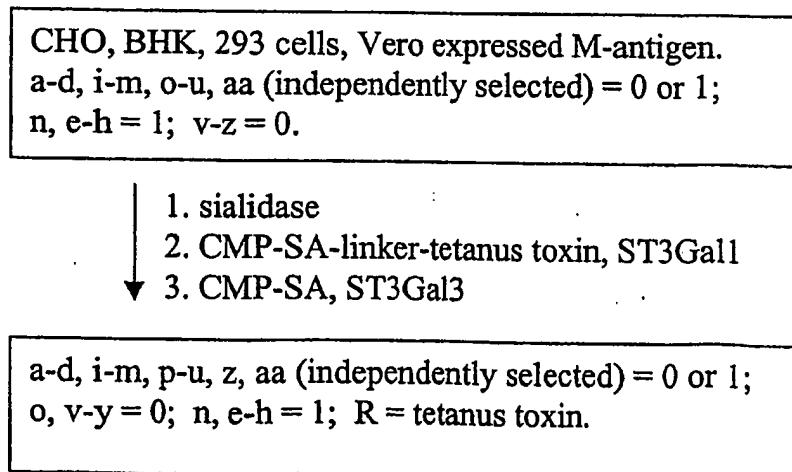 CHO, BHK, 293 cells, Vero expressed M-antigen.
a-d, i-m, o-u, aa (independently selected) = 0 or 1;
n, e-h = 1; v-z = 0.
1. sialidase
2. CMP-SA-linker-tetanus toxin, ST3Gal1
3. CMP-SA, ST3Gal3
a-d, i-m, p-u, z, aa (independently selected) = 0 or 1;
o, v-y = 0; n, e-h = 1; R = tetanus toxin.